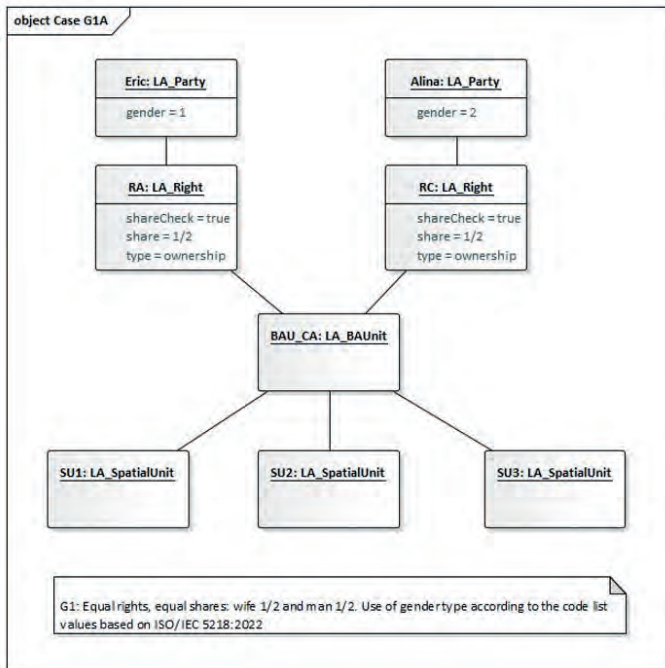 object Case G1A
Eric: LA_Party
Alina: LA_Party
gender = 1
gender = 2
RA: LA_Right
RC: LA_Right
shareCheck = true
share = 1/2
type = ownership
shareCheck = true
share = 1/2
type = ownership
BAU_CA: LA_BAUnit
SU1: LA_SpatialUnit
SU2: LA_SpatialUnit
SU3: LA_SpatialUnit
G1: Equal rights, equal shares: wife 1/2 and man 1/2. Use of gender type according to the code list
values based on ISO/IEC 5218:2022